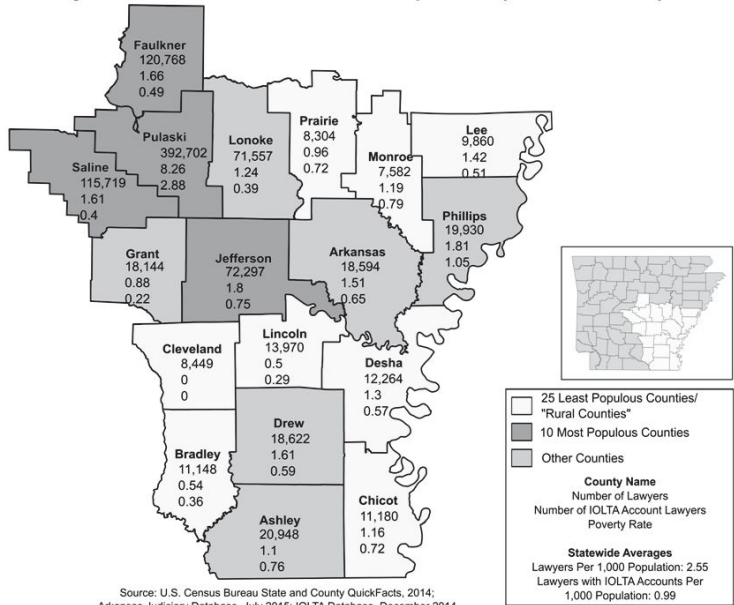 Faulkner
120,768
1.66
0.49
Pulaski
392,702
8.26
2.88
Saline
115,719
1.61
0.4
Lonoke
71,557
1.24
0.39
Prairie
8,304
0.96
0.72
Monroe
7,582
1.19
0.79
Lee
9,860
1.42
0.51
Phillips
19,930
1.81
1.05
Grant
18,144
0.88
0.22
Jefferson
72,297
1.8
0.75
Arkansas
18,594
1.51
0.65
Cleveland
8,449
0
0
Lincoln
13,970
0.5
0.29
Desha
12,264
1.3
0.57
Drew
18,622
1.61
0.59
Bradley
11,148
0.54
0.36
Ashley
20,948
1.1
0.76
Chicot
11,180
1.16
0.72
25 Least Populous Counties/
"Rural Counties"
10 Most Populous Counties
Other Counties
County Name
Number of Lawyers
Number of IOLTA Account Lawyers
Poverty Rate
Statewide Averages
Lawyers Per 1,000 Population: 2.55
Lawyers with IOLTA Accounts Per
1,000 Population: 0.99
Source: U.S. Census Bureau State and County QuickFacts, 2014;
Arkansas Judiciary Database, July 2015; IOLTA Database, December 2014